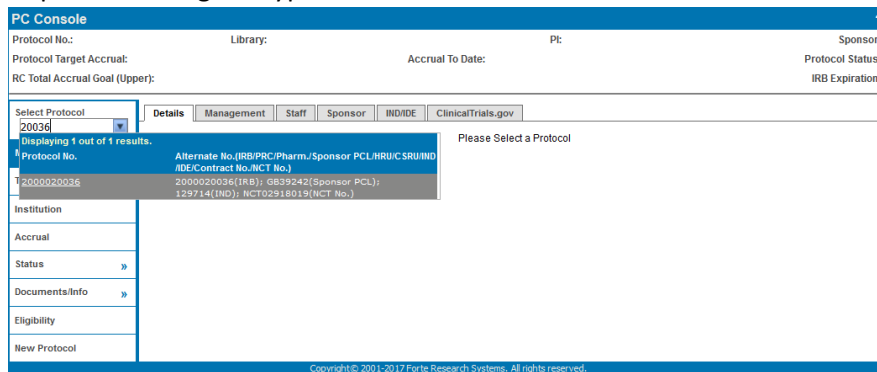 PC Console
Protocol No.: Library: PI: Sponsor
Protocol Target Accrual: Accrual To Date: Protocol Status
RC Total Accrual Goal (Upper): IRB Expiration
Select Protocol
20036
Details Management Staff Sponsor IND/IDE ClinicalTrials.gov
Please Select a Protocol
Displaying 1 out of 1 results.
Protocol No. Alternate No.(IRB/PRC/Pharm./Sponsor PCL/HRU/CSRU/IND
/IDE/Contract No./NCT No.)
2000020036 2000020036(IRB); GB39242(Sponsor PCL);
129714(IND); NCT02918019(NCT No.)
Institution
Accrual
Status »
Documents/Info »
Eligibility
New Protocol
Copyright© 2001-2017 Forte Research Systems. All rights reserved.